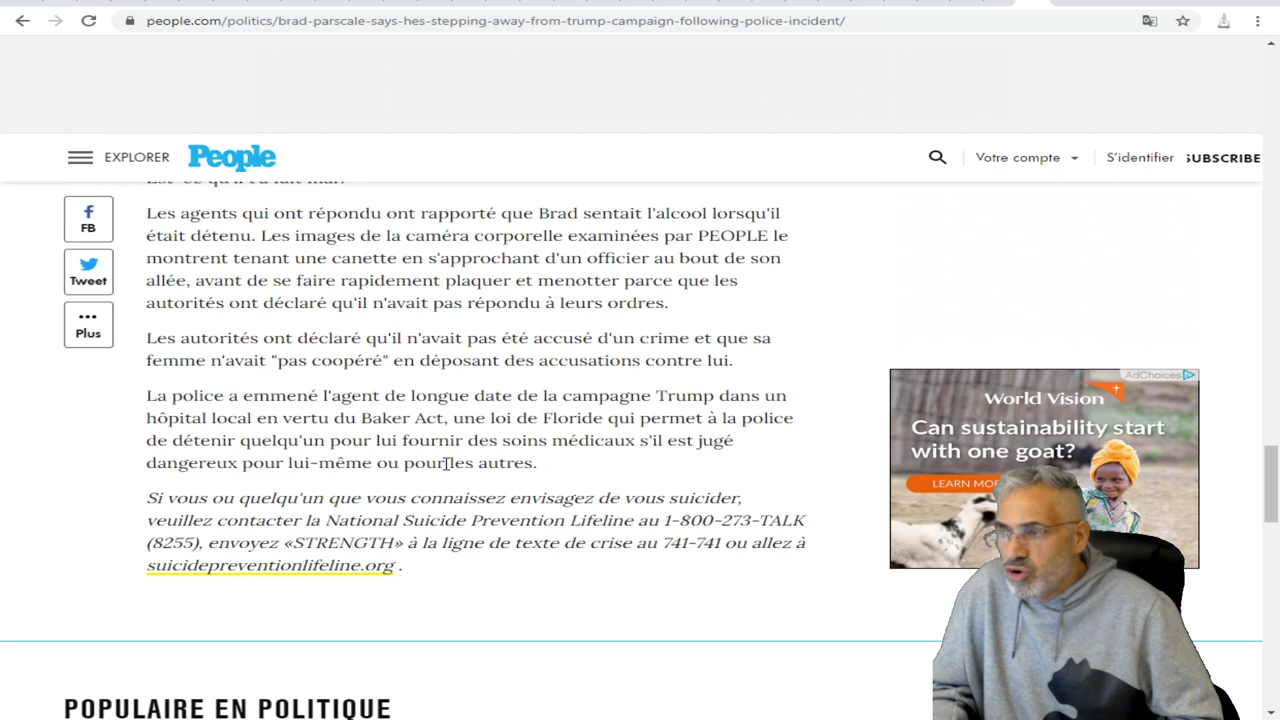 people.com/politics/brad-parscale-says-hes-stepping-away-from-trump-campaign-following-police-incident/
EXPLORER
People
Votre compte
S'identifier
SUBSCRIBE
FB
Tweet
Plus
Les agents qui ont répondu ont rapporté que Brad sentait l'alcool lorsqu'il
était détenu. Les images de la caméra corporelle examinées par PEOPLE le
montrent tenant une canette en s'approchant d'un officier au bout de son
allée, avant de se faire rapidement plaquer et menotter parce que les
autorités ont déclaré qu'il n'avait pas répondu à leurs ordres.
Les autorités ont déclaré qu'il n'avait pas été accusé d'un crime et que sa
femme n'avait "pas coopéré" en déposant des accusations contre lui.
La police a emmené l'agent de longue date de la campagne Trump dans un
hôpital local en vertu du Baker Act, une loi de Floride qui permet à la police
de détenir quelqu'un pour lui fournir des soins médicaux s'il est jugé
dangereux pour lui-même ou pour les autres.
Si vous ou quelqu'un que vous connaissez envisagez de vous suicider,
veuillez contacter la National Suicide Prevention Lifeline au 1-800-273-TALK
(8255), envoyez «STRENGTH» à la ligne de texte de crise au 741-741 ou allez à
suicidepreventionlifeline.org .
AdChoices
World Vision
Can sustainability start
with one goat?
LEARN MO
POPULAIRE EN POLITIQUE